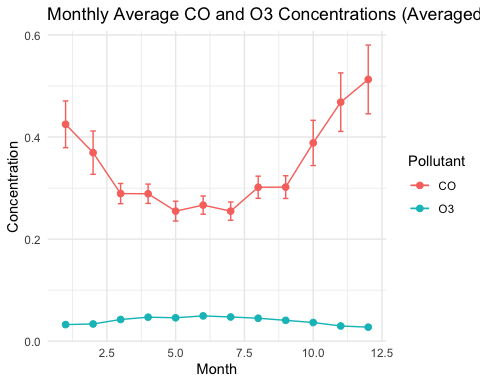 Monthly Average CO and O3 Concentrations (Averaged
0.6
0.4
0.2
0.0
Concentration
2.5 5.0 7.5 10.0 12.5
Month
Pollutant
CO
O3